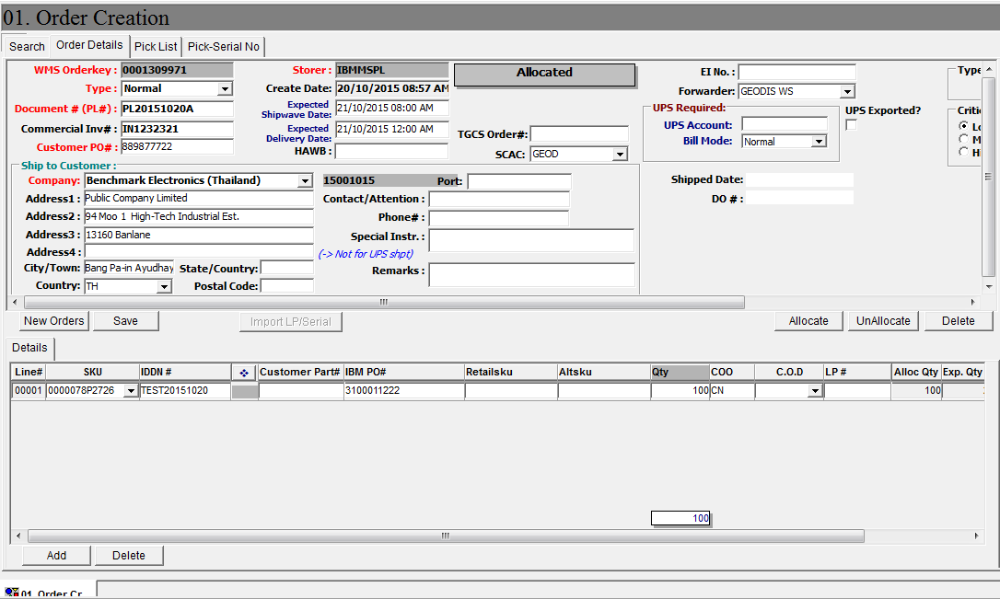 01. Order Creation
Search Order Details Pick List Pick-Serial No
WMS Orderkey : 0001309971 Storer : IBMMSPL Allocated EI No. : Type
Type : Normal Create Date: 20/10/2015 08:57 AM Forwarder: GEODIS WS
Document # (PL#) : PL20151020A Expected Shipwave Date: 21/10/2015 08:00 AM UPS Required: UPS Exported?
Commercial Inv# : IN1232321 Expected Delivery Date: 21/10/2015 12:00 AM TGCS Order#: UPS Account:
Customer PO# : 889877722 HAWB : SCAC: GEOD Bill Mode: Normal
Ship to Customer :
Company: Benchmark Electronics (Thailand) 15001015 Port: Shipped Date:
Address1 : Public Company Limited Contact/Attention : DO # :
Address2 : 94 Moo 1 High-Tech Industrial Est. Phone# :
Address3 : 13160 Banlane Special Instr. :
Address4 : (-> Not for UPS shpt)
City/Town: Bang Pa-in Ayudhay State/Country: Remarks :
Country: TH Postal Code:
New Orders Save Import LP/Serial Allocate UnAllocate Delete
Details
Line# SKU IDDN # Customer Part# IBM PO# Retailsku Altsku Qty COO C.O.D LP # Alloc Qty Exp. Qty
00001 0000078P2726 TEST20151020 3100011222 100 CN 100
100
Add Delete
01. Order Cr